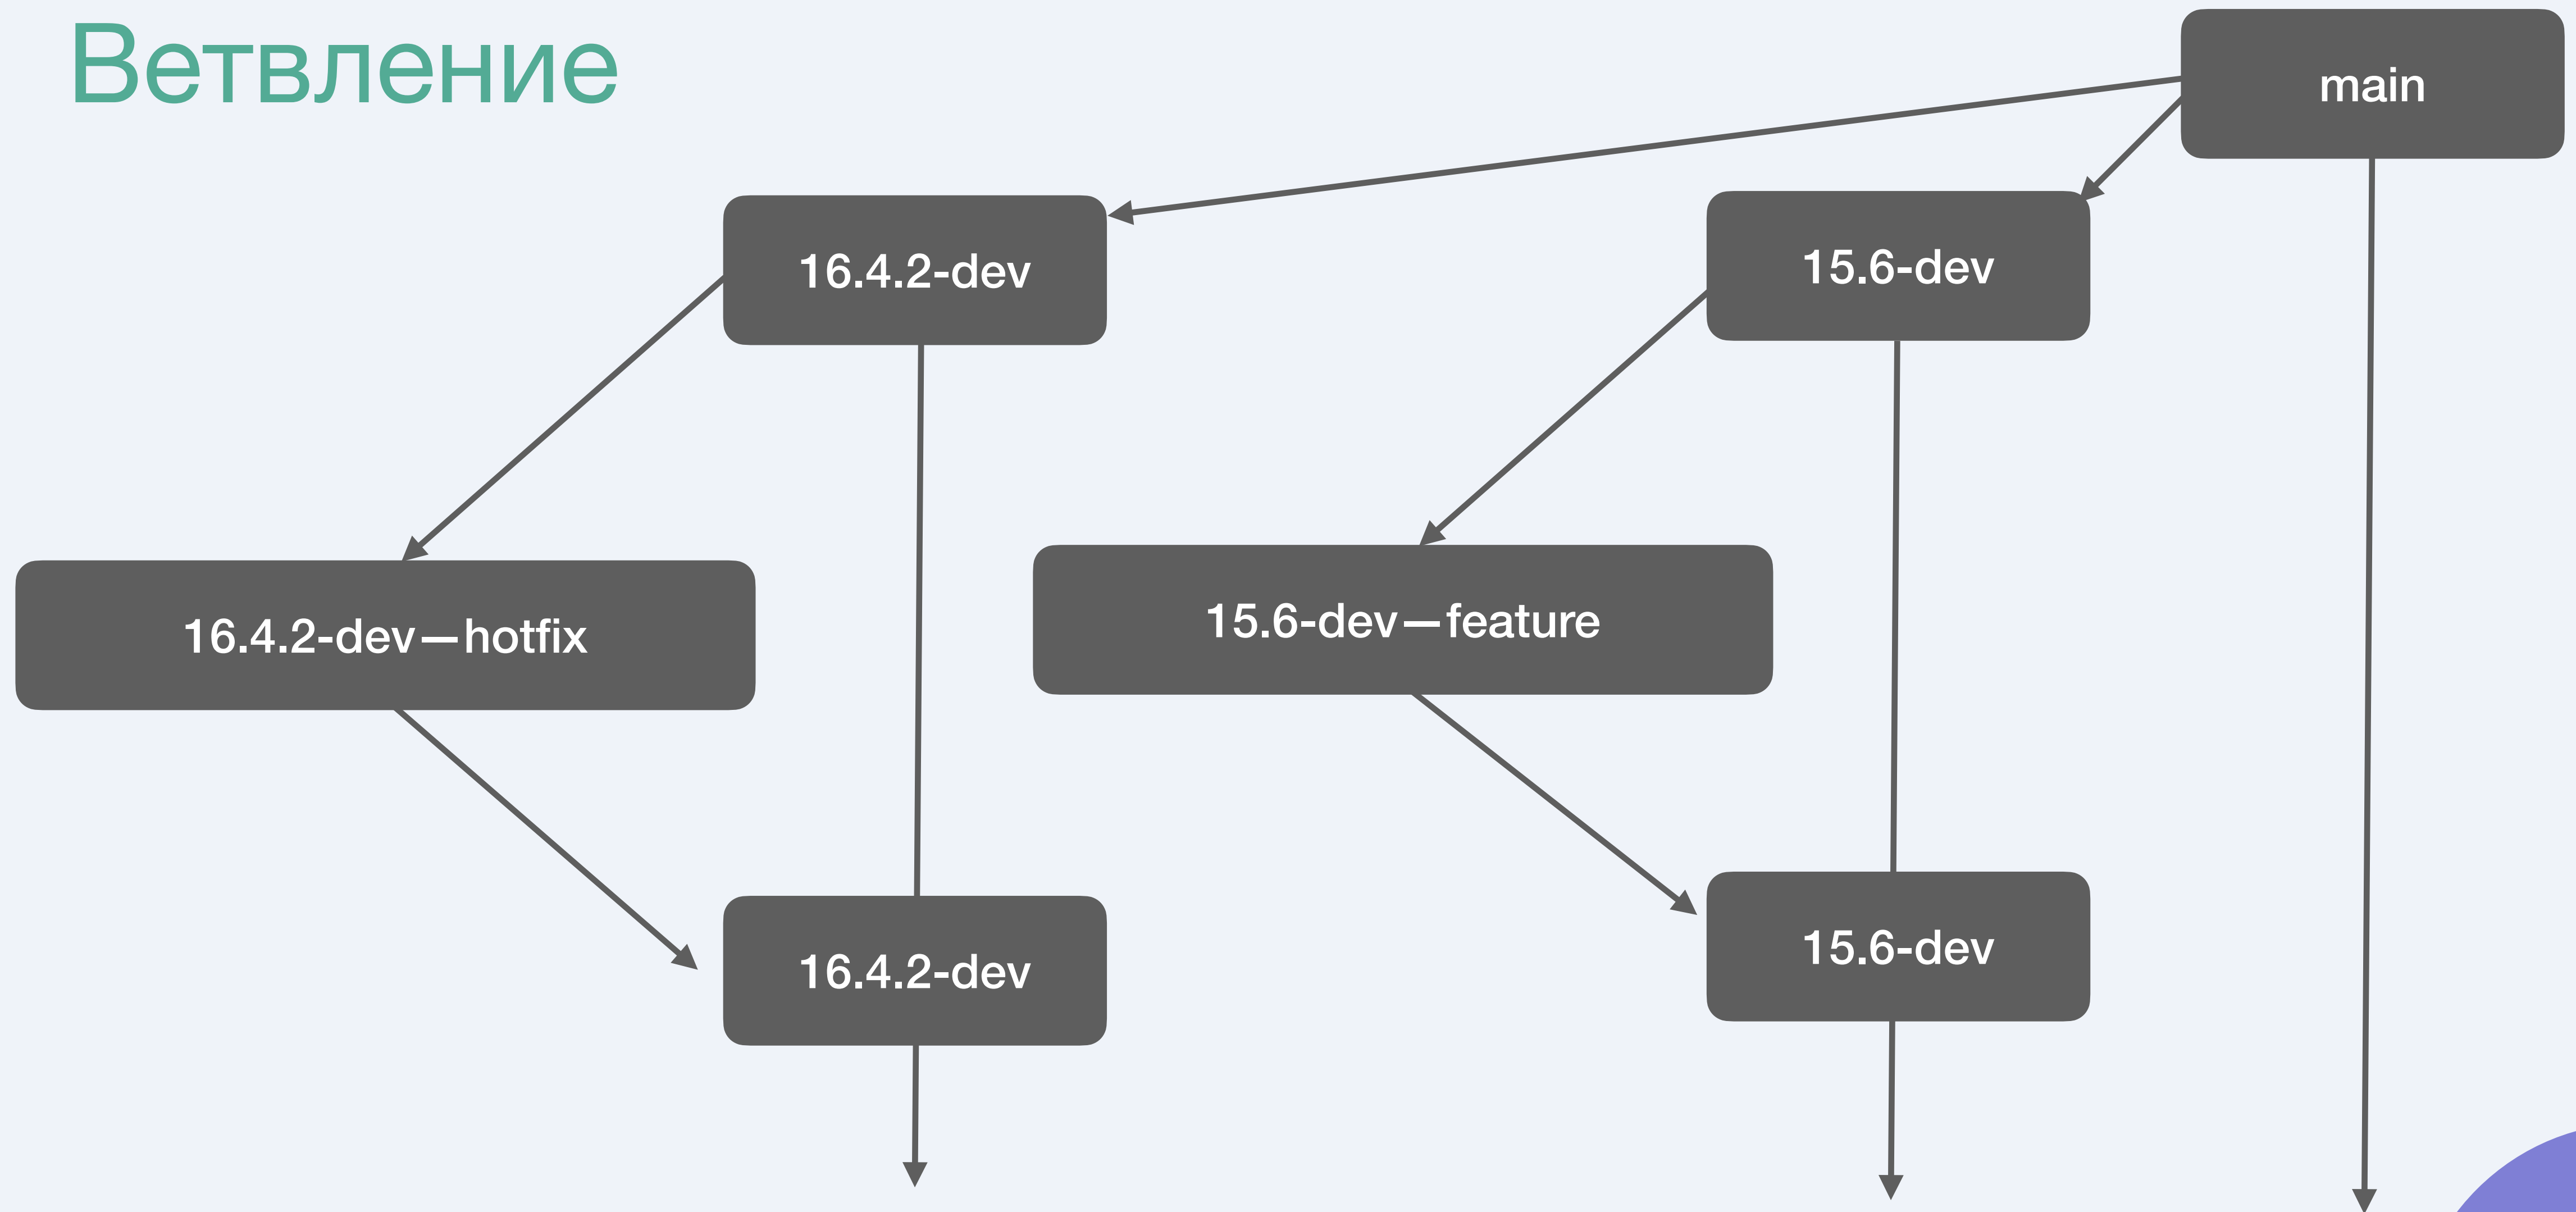 Ветвление
main
16.4.2-dev
15.6-dev
16.4.2-dev—hotfix
15.6-dev—feature
16.4.2-dev
15.6-dev